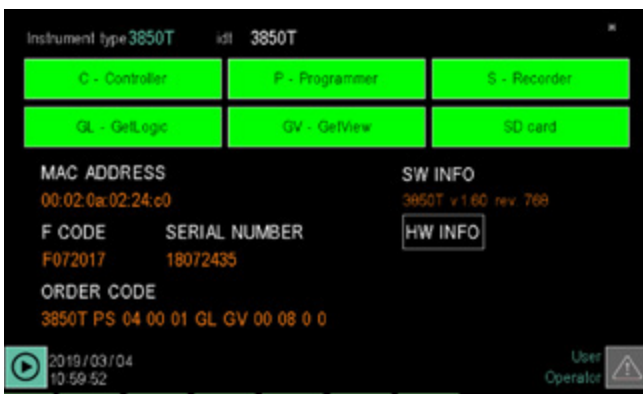 Instrument type 3850T idt 3850T
C - Controller P - Programmer S - Recorder
GL - GetLogic GV - GetView SD card
MAC ADDRESS SW INFO
00:02:0a:02:24:c0 3850T v.1.60 rev. 768
F CODE SERIAL NUMBER HW INFO
F072017 18072435
ORDER CODE
3850T PS 04 00 01 GL GV 00 08 0 0
2019/03/04 User
10:59:52 Operator